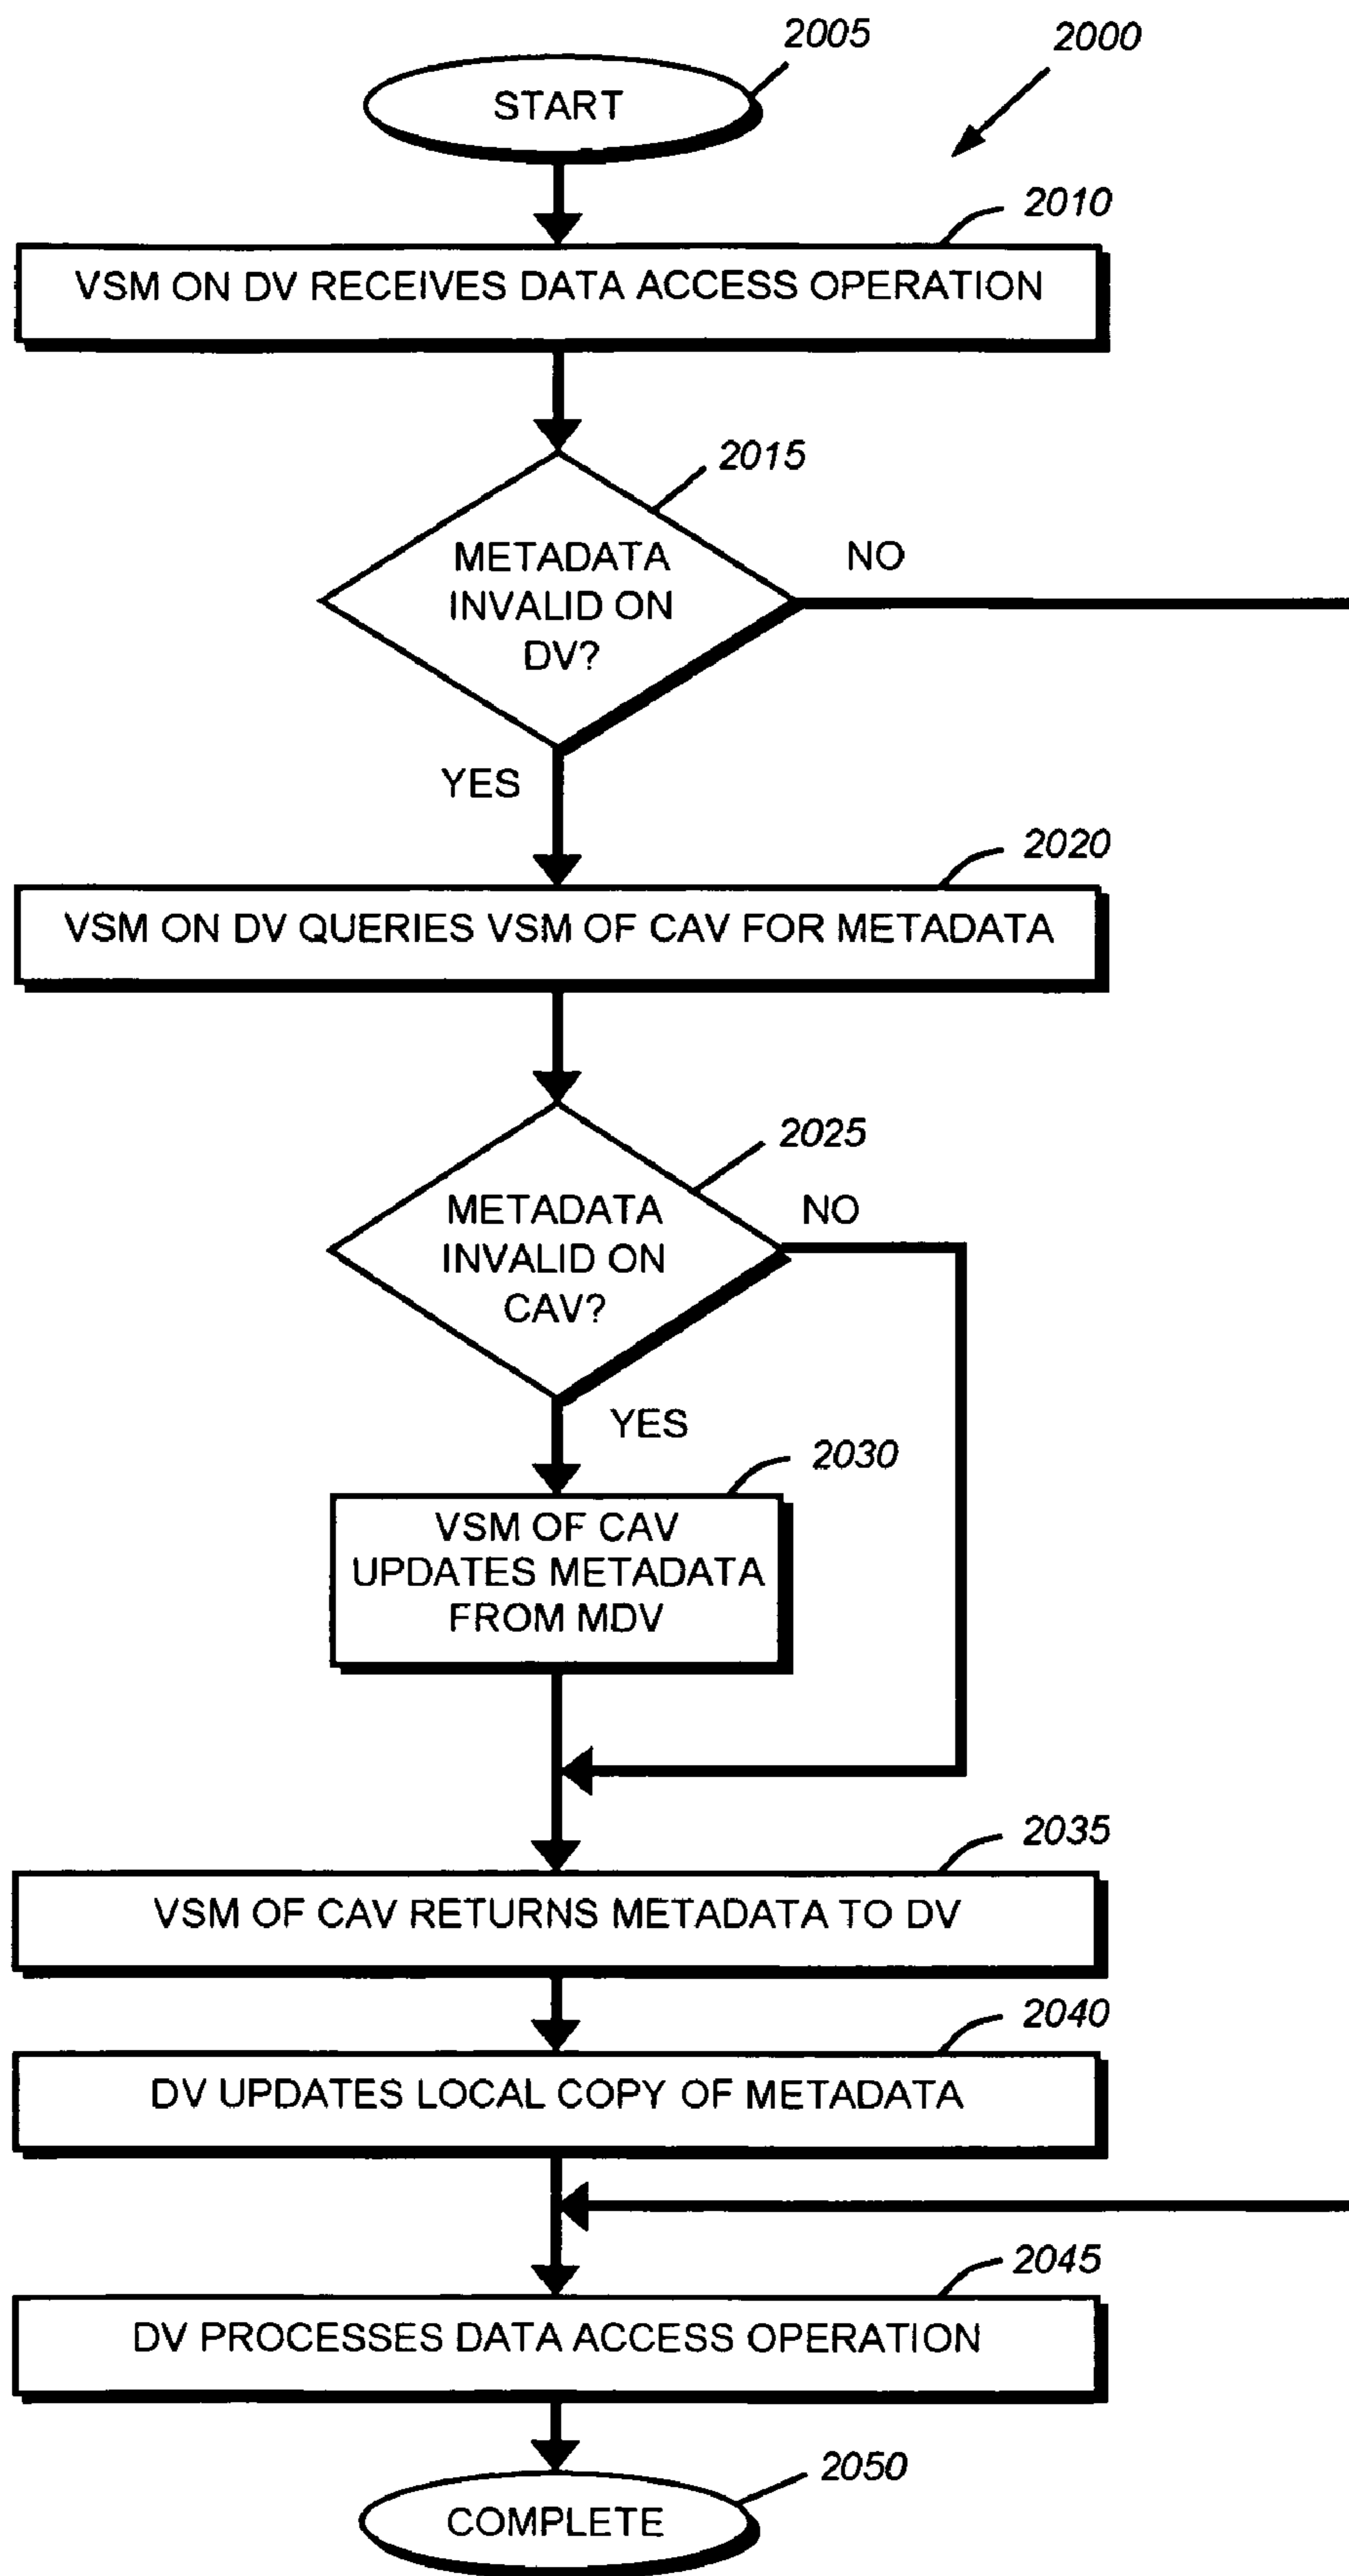 2005
2000
START
2010
VSM ON DV RECEIVES DATA ACCESS OPERATION
2015
METADATA
INVALID ON
DV?
NO
YES
2020
VSM ON DV QUERIES VSM OF CAV FOR METADATA
2025
METADATA
INVALID ON
CAV?
NO
YES
2030
VSM OF CAV
UPDATES METADATA
FROM MDV
2035
VSM OF CAV RETURNS METADATA TO DV
2040
DV UPDATES LOCAL COPY OF METADATA
2045
DV PROCESSES DATA ACCESS OPERATION
2050
COMPLETE